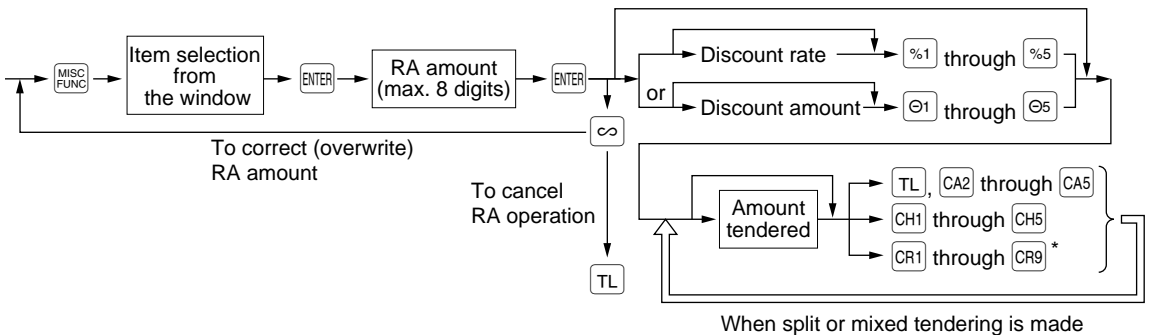 MISC
FUNC
Item selection
from
the window
ENTER
RA amount
(max. 8 digits)
ENTER
Discount rate
%1 through %5
or
Discount amount
⊖1 through ⊖5
∽
To correct (overwrite)
RA amount
To cancel
RA operation
TL
Amount
tendered
TL, CA2 through CA5
CH1 through CH5
CR1 through CR9 *
When split or mixed tendering is made